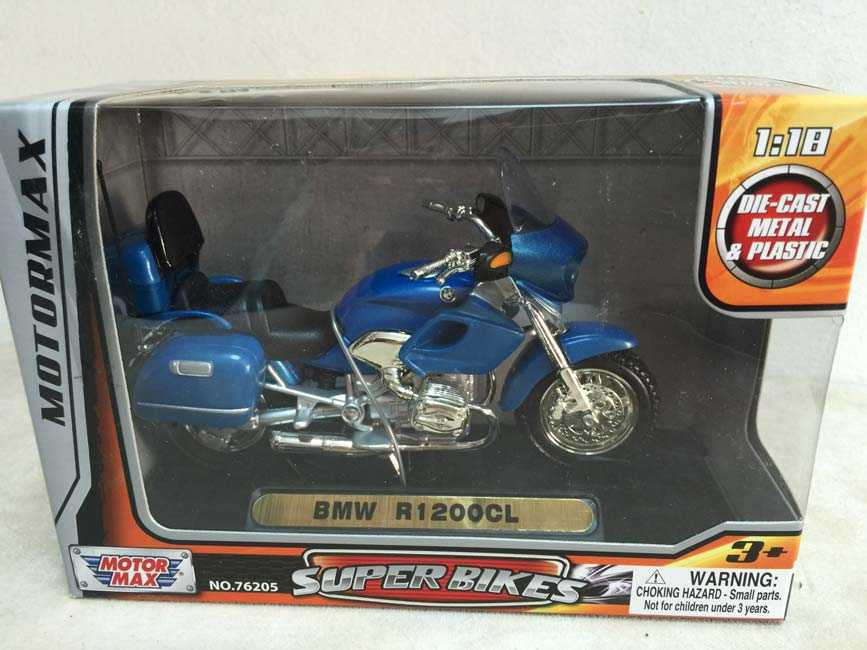 MOTORMAX
1:18
DIE-CAST
METAL
& PLASTIC
BMW R1200CL
MOTOR
MAX
NO.76205
SUPER BIKES
3+
WARNING:
CHOKING HAZARD - Small parts.
Not for children under 3 years.